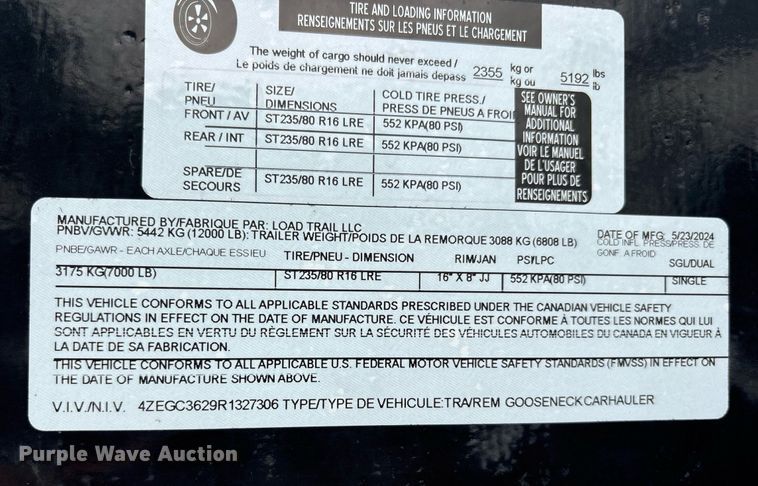 TIRE AND LOADING INFORMATION
RENSEIGNEMENTS SUR LES PNEUS ET LE CHARGEMENT
The weight of cargo should never exceed /
Le poids de chargement ne doit jamais depass 2355 kg or kg ou 5192 lbs lb
TIRE/ PNEU SIZE/ DIMENSIONS COLD TIRE PRESS./ PRESS DE PNEUS A FROI
FRONT / AV ST235/80 R16 LRE 552 KPA(80 PSI)
REAR / INT ST235/80 R16 LRE 552 KPA(80 PSI)
SPARE/DE SECOURS ST235/80 R16 LRE 552 KPA(80 PSI)
SEE OWNER'S
MANUAL FOR
ADDITIONAL
INFORMATION
VOIR LE MANUEL
DE L'USAGER
POUR PLUS DE
RENSEIGNEMENTS
MANUFACTURED BY/FABRIQUE PAR: LOAD TRAIL LLC DATE OF MFG: 5/23/2024
PNBV/GVWR: 5442 KG (12000 LB): TRAILER WEIGHT/POIDS DE LA REMORQUE 3088 KG (6808 LB)
PNBE/GAWR - EACH AXLE/CHAQUE ESSIEU TIRE/PNEU - DIMENSION RIM/JAN PSI/LPC COLD INFL. PRESS/PRESS. DE GONF A FROID SGL/DUAL
3175 KG(7000 LB) ST235/80 R16 LRE 16" X 8" JJ 552 KPA(80 PSI) SINGLE
THIS VEHICLE CONFORMS TO ALL APPLICABLE STANDARDS PRESCRIBED UNDER THE CANADIAN VEHICLE SAFETY
REGULATIONS IN EFFECT ON THE DATE OF MANUFACTURE. CE VÉHICULE EST CONFORME À TOUTES LES NORMES QUI LUI
SONT APPLICABLES EN VERTU DU RÈGLEMENT SUR LA SÉCURITÉ DES VÉHICULES AUTOMOBILES DU CANADA EN VIGUEUR À
LA DATE DE SA FABRICATION.
THIS VEHICLE CONFORMS TO ALL APPLICABLE U.S. FEDERAL MOTOR VEHICLE SAFETY STANDARDS (FMVSS) IN EFFECT ON
THE DATE OF MANUFACTURE SHOWN ABOVE.
V.I.V./N.I.V. 4ZEGC3629R1327306 TYPE/TYPE DE VEHICULE:TRA/REM GOOSENECKCARHAULER
Purple Wave Auction